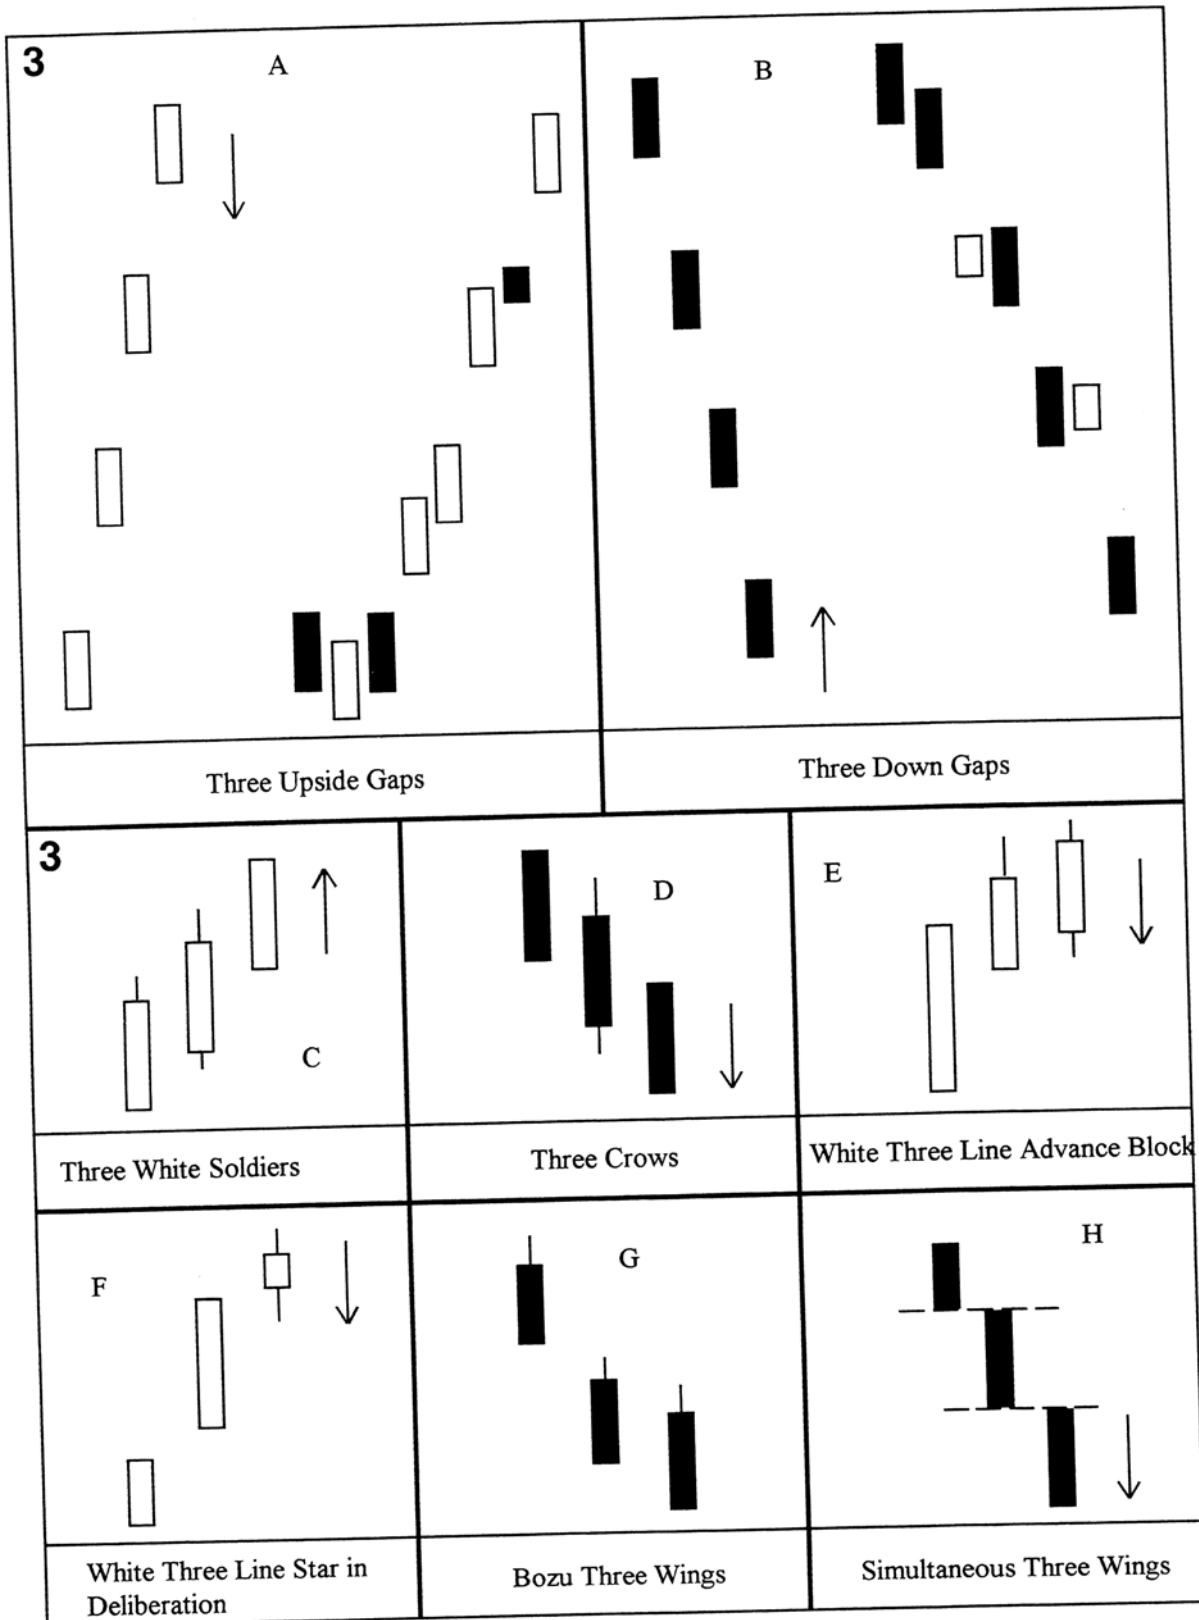 3
A
B
Three Upside Gaps
Three Down Gaps
3
C
D
E
Three White Soldiers
Three Crows
White Three Line Advance Block
F
G
H
White Three Line Star in
Deliberation
Bozu Three Wings
Simultaneous Three Wings